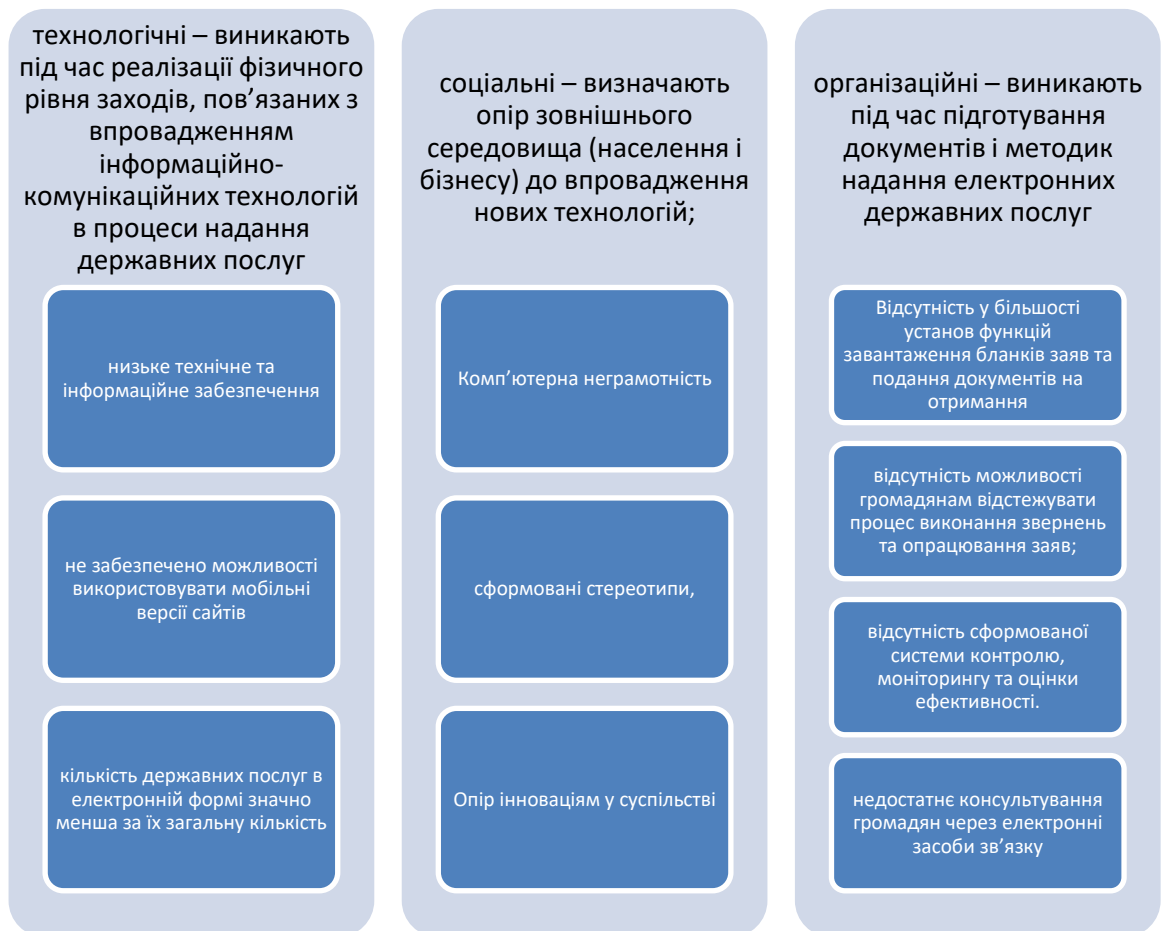 технологічні – виникають
під час реалізації фізичного
рівня заходів, пов’язаних з
впровадженням
інформаційно-
комунікаційних технологій
в процеси надання
державних послуг
низьке технічне та
інформаційне забезпечення
не забезпечено можливості
використовувати мобільні
версії сайтів
кількість державних послуг в
електронній формі значно
менша за їх загальну кількість
соціальні – визначають
опір зовнішнього
середовища (населення і
бізнесу) до впровадження
нових технологій;
Комп’ютерна неграмотність
сформовані стереотипи,
Опір інноваціям у суспільстві
організаційні – виникають
під час підготування
документів і методик
надання електронних
державних послуг
Відсутність у більшості
установ функцій
завантаження бланків заяв та
подання документів на
отримання
відсутність можливості
громадянам відстежувати
процес виконання звернень
та опрацювання заяв;
відсутність сформованої
системи контролю,
моніторингу та оцінки
ефективності.
недостатнє консультування
громадян через електронні
засоби зв’язку